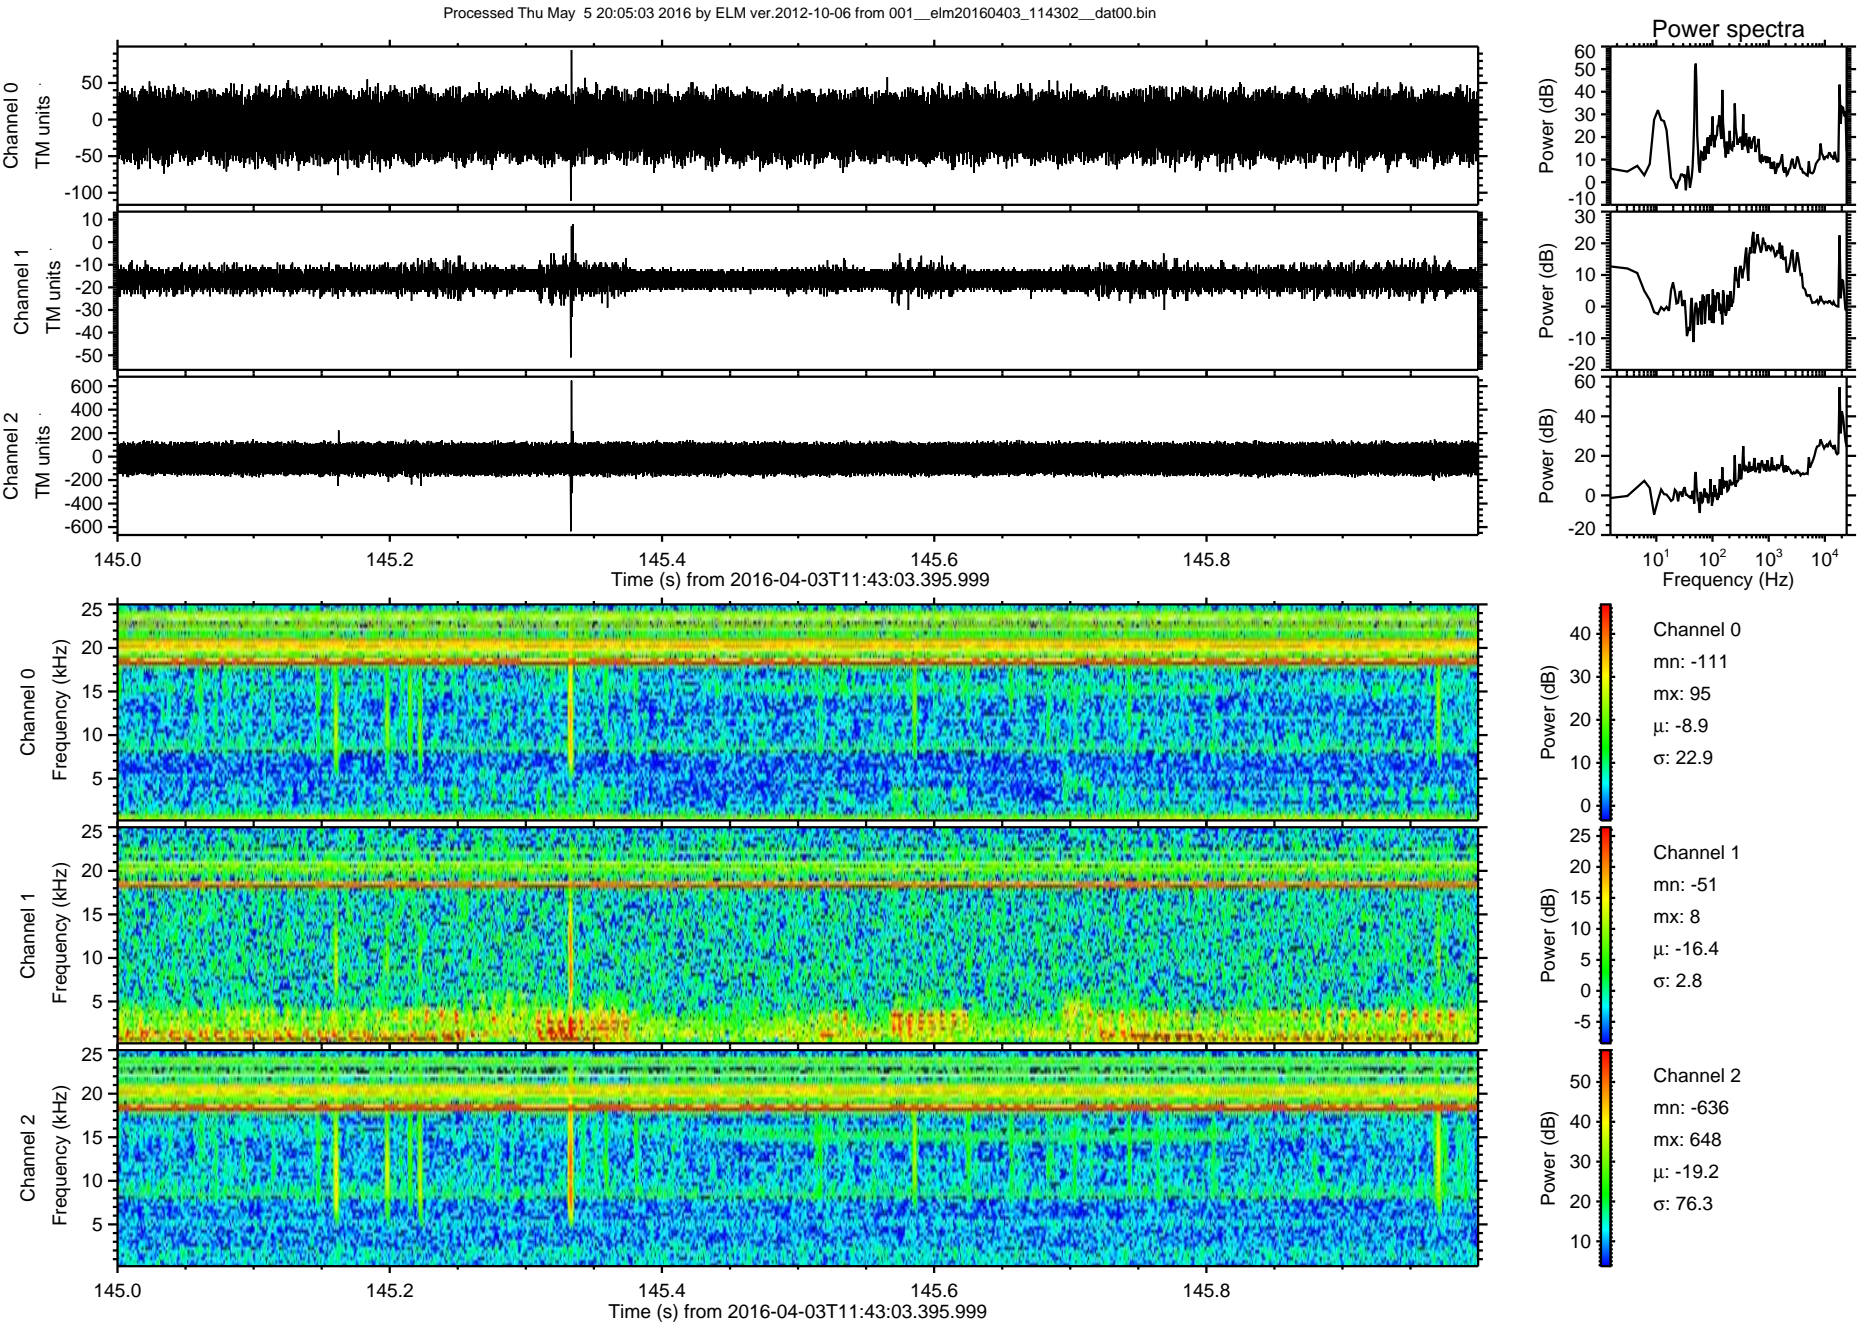 Processed Thu May  5 20:05:03 2016 by ELM ver.2012-10-06 from 001__elm20160403_114302__dat00.bin
Power spectra
Channel 0
TM units
50
0
-50
-100
Power (dB)
60
50
40
30
20
10
0
-10
Channel 1
TM units
10
0
-10
-20
-30
-40
-50
Power (dB)
30
20
10
0
-10
-20
Channel 2
TM units
600
400
200
0
-200
-400
-600
Power (dB)
60
40
20
0
-20
145.0 145.2 145.4 145.6 145.8
Time (s) from 2016-04-03T11:43:03.395.999
10¹ 10² 10³ 10⁴
Frequency (Hz)
Channel 0
Frequency (kHz)
25
20
15
10
5
Power (dB)
40
30
20
10
0
Channel 0
mn: -111
mx: 95
μ: -8.9
σ: 22.9
Channel 1
Frequency (kHz)
25
20
15
10
5
Power (dB)
25
20
15
10
5
0
-5
Channel 1
mn: -51
mx: 8
μ: -16.4
σ: 2.8
Channel 2
Frequency (kHz)
25
20
15
10
5
Power (dB)
50
40
30
20
10
Channel 2
mn: -636
mx: 648
μ: -19.2
σ: 76.3
145.0 145.2 145.4 145.6 145.8
Time (s) from 2016-04-03T11:43:03.395.999